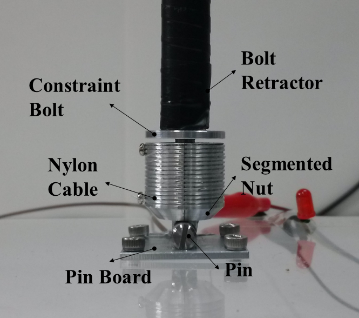 Bolt
Retractor
Constraint
Bolt
Nylon
Cable
Segmented
Nut
Pin Board
Pin